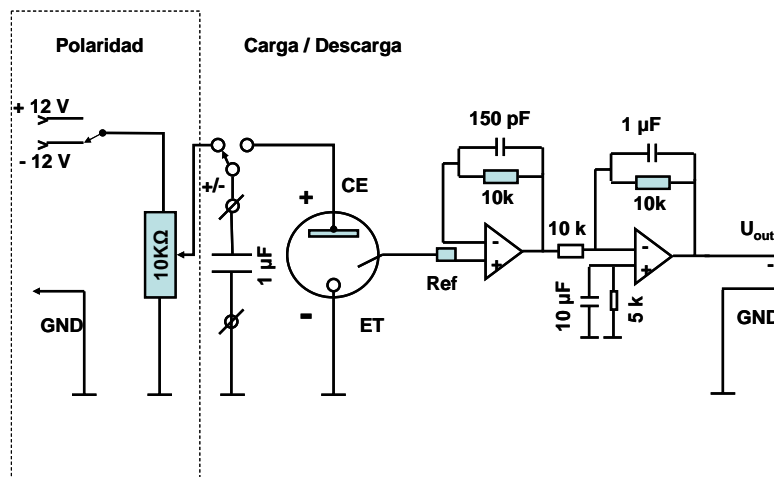 Polaridad
Carga / Descarga
+ 12 V
- 12 V
10KΩ
GND
+/-
1 µF
+
CE
-
ET
Ref
150 pF
10k
-
+
10 k
1 µF
10k
-
+
10 µF
5 k
Uout
-
GND